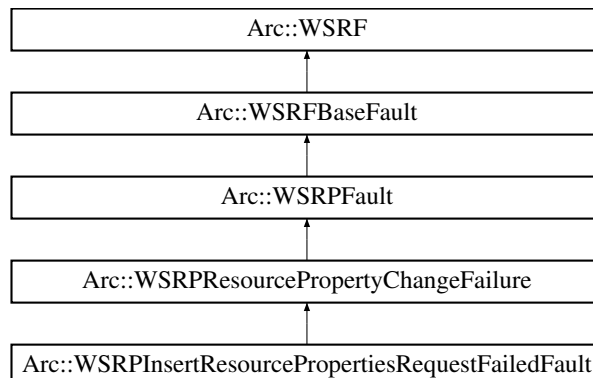 Arc::WSRF
Arc::WSRFBaseFault
Arc::WSRPFault
Arc::WSRPResourcePropertyChangeFailure
Arc::WSRPInsertResourcePropertiesRequestFailedFault